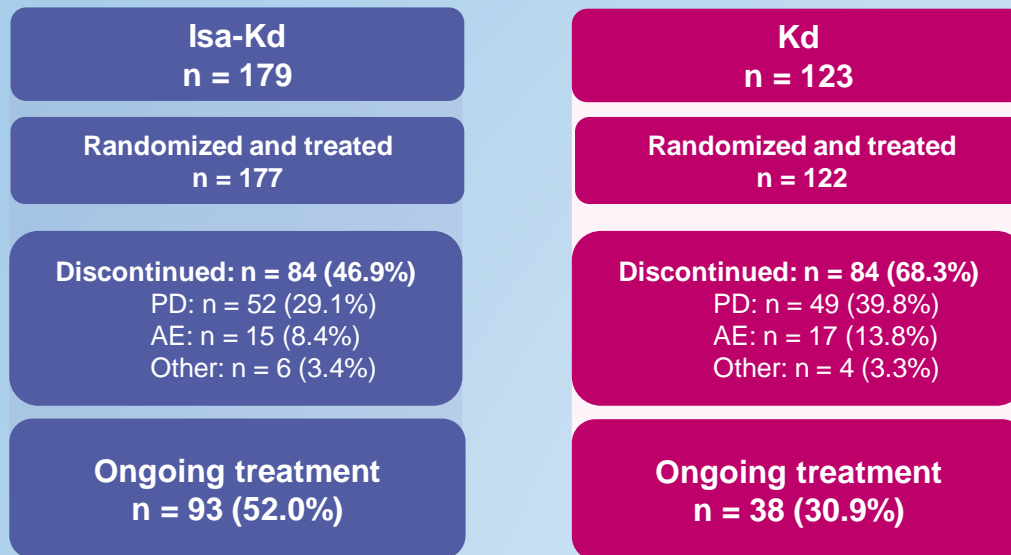 Isa-Kd
n = 179
Randomized and treated
n = 177
Discontinued: n = 84 (46.9%)
PD: n = 52 (29.1%)
AE: n = 15 (8.4%)
Other: n = 6 (3.4%)
Ongoing treatment
n = 93 (52.0%)
Kd
n = 123
Randomized and treated
n = 122
Discontinued: n = 84 (68.3%)
PD: n = 49 (39.8%)
AE: n = 17 (13.8%)
Other: n = 4 (3.3%)
Ongoing treatment
n = 38 (30.9%)